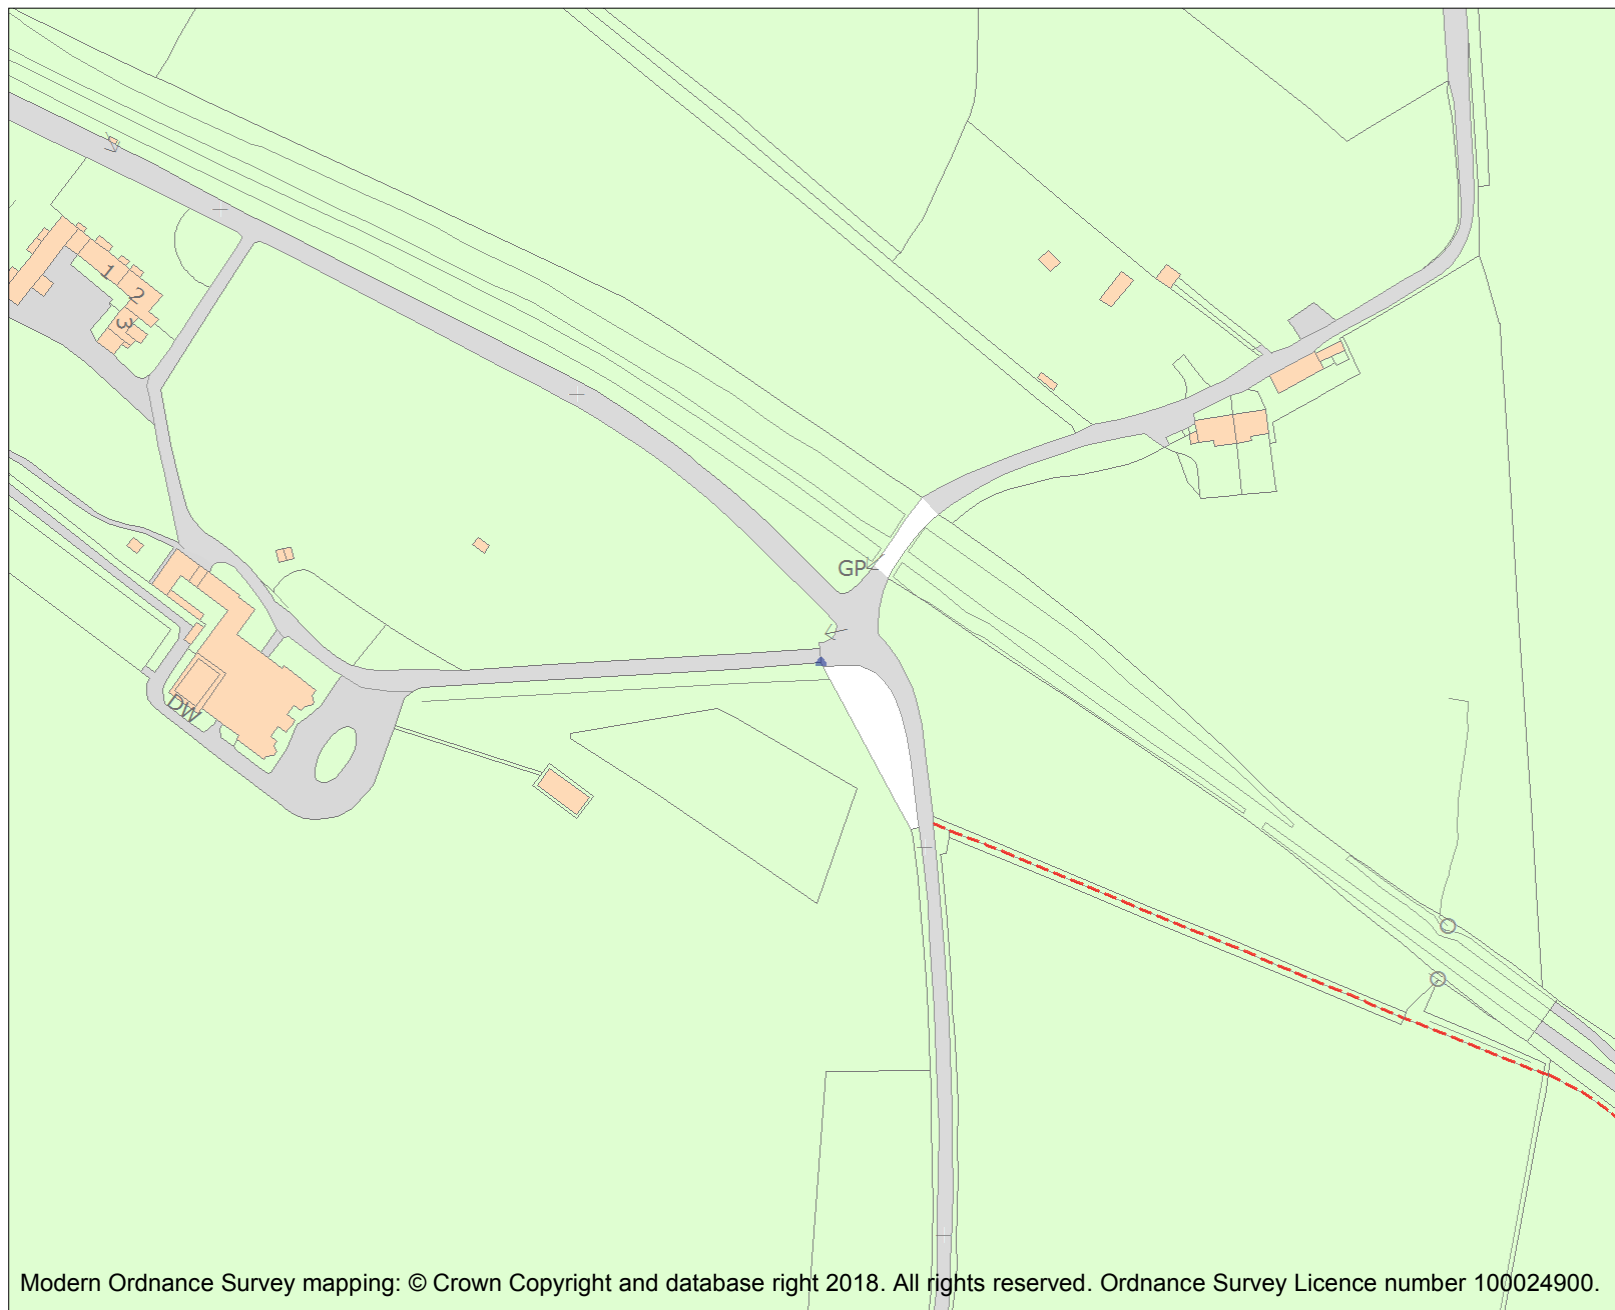 1
2
3
GP
DW
Modern Ordnance Survey mapping: © Crown Copyright and database right 2018. All rights reserved. Ordnance Survey Licence number 100024900.